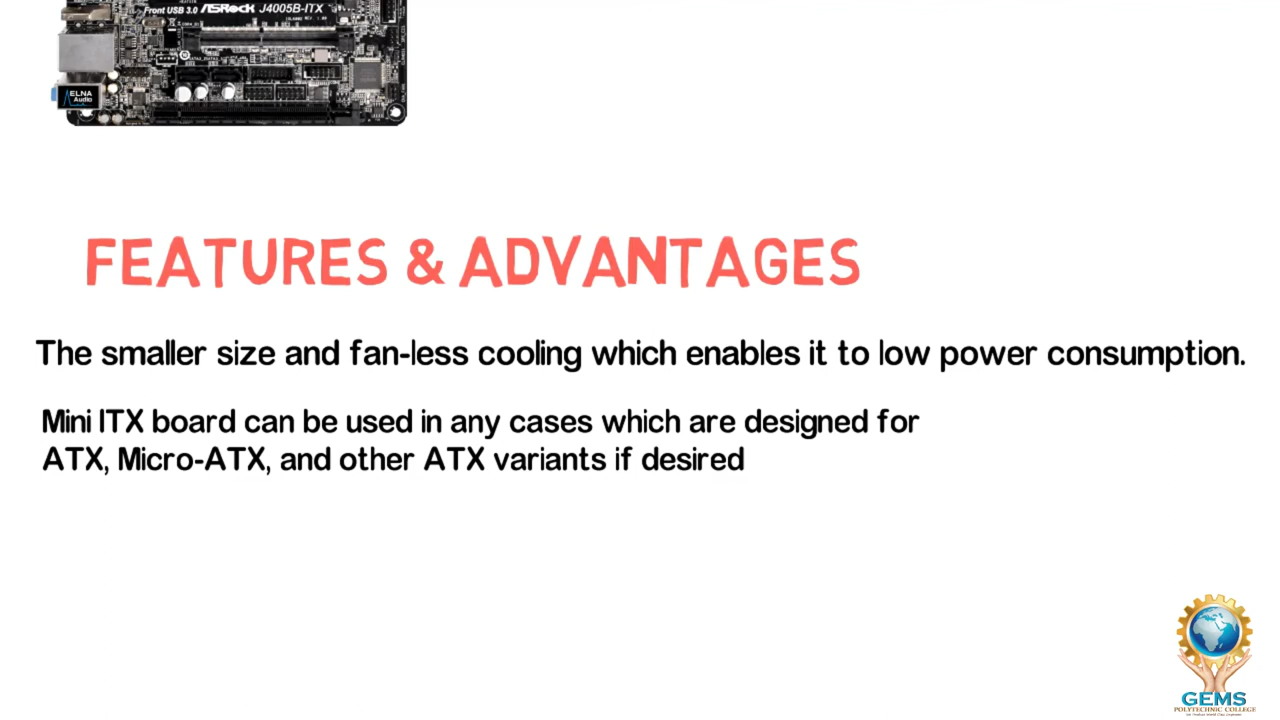 Front USB 3.0 ASRock J4005B-ITX
ELNA
Audio
FEATURES & ADVANTAGES
The smaller size and fan-less cooling which enables it to low power consumption.
Mini ITX board can be used in any cases which are designed for
ATX, Micro-ATX, and other ATX variants if desired
GEMS
POLYTECHNIC COLLEGE